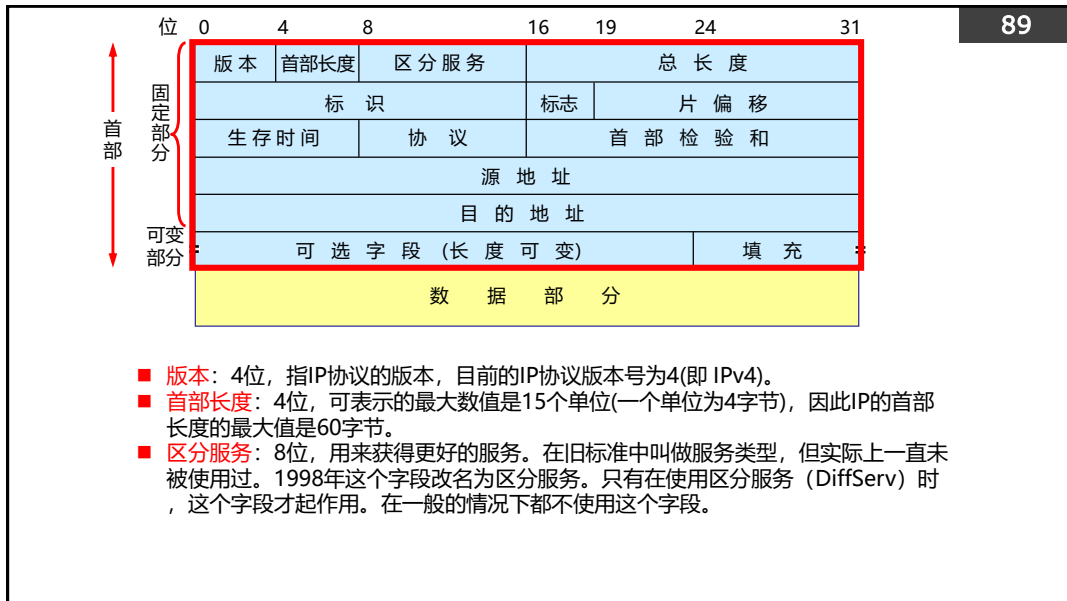 位 0 4 8 16 19 24 31
89
版 本 首部长度 区 分 服 务 总 长 度
标 识 标志 片 偏 移
生 存 时 间 协 议 首 部 检 验 和
源 地 址
目 的 地 址
可 选 字 段 (长 度 可 变) 填 充
数 据 部 分
首部
固定部分
可变
部分
■ 版本：4位，指IP协议的版本，目前的IP协议版本号为4(即 IPv4)。
■ 首部长度：4位，可表示的最大数值是15个单位(一个单位为4字节)，因此IP的首部
长度的最大值是60字节。
■ 区分服务：8位，用来获得更好的服务。在旧标准中叫做服务类型，但实际上一直未
被使用过。1998年这个字段改名为区分服务。只有在使用区分服务（DiffServ）时
，这个字段才起作用。在一般的情况下都不使用这个字段。